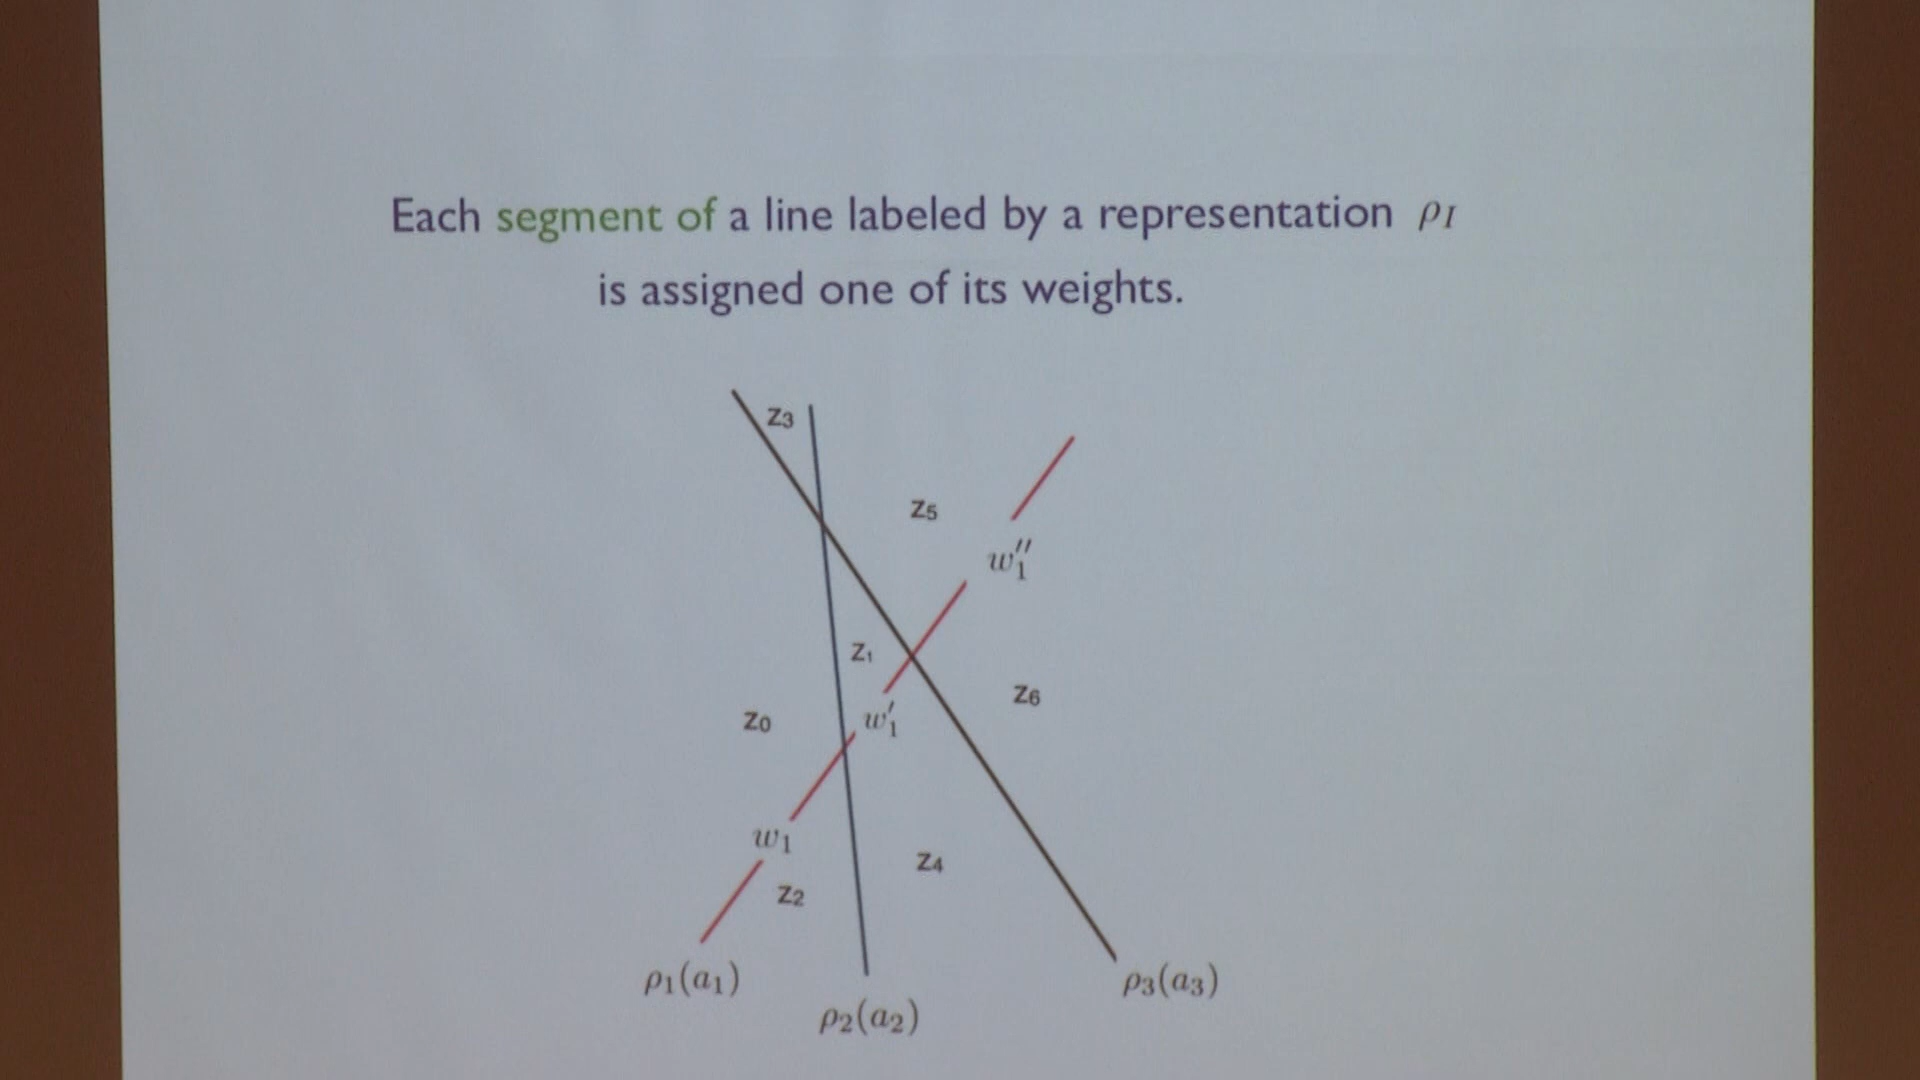 Each segment of a line labeled by a representation ρ_I
is assigned one of its weights.
z₃
z₅
w₁′′
z₁
z₆
z₀
w₁′
w₁
z₄
z₂
ρ₁(a₁)
ρ₃(a₃)
ρ₂(a₂)